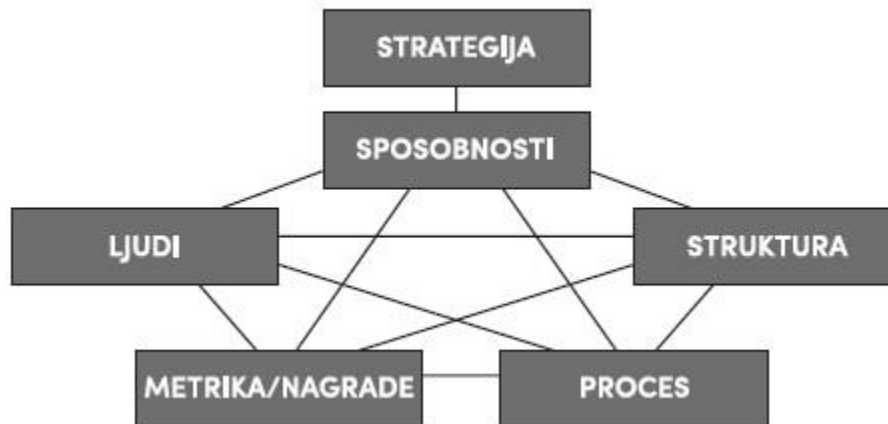 STRATEGIJA
SPOSOBNOSTI
LJUDI
STRUKTURA
METRIKA/NAGRADE
PROCES